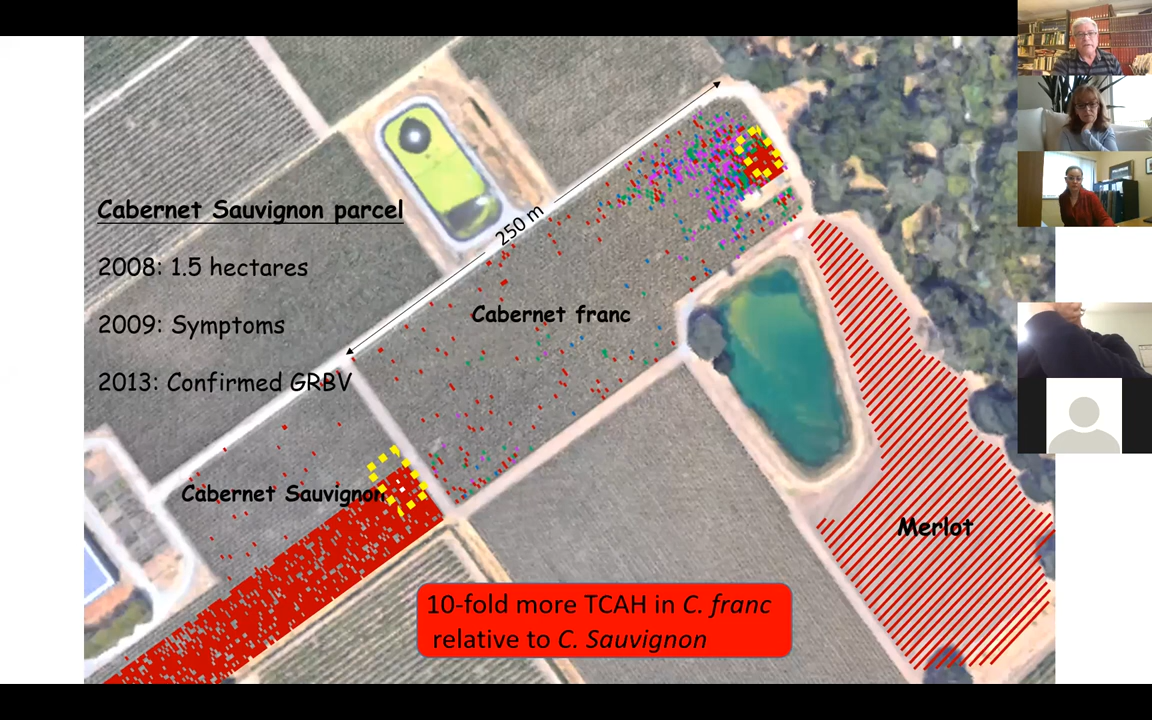 Cabernet Sauvignon parcel
2008: 1.5 hectares
2009: Symptoms
2013: Confirmed GRBV
250 m
Cabernet franc
Cabernet Sauvignon
Merlot
10-fold more TCAH in C. franc
relative to C. Sauvignon